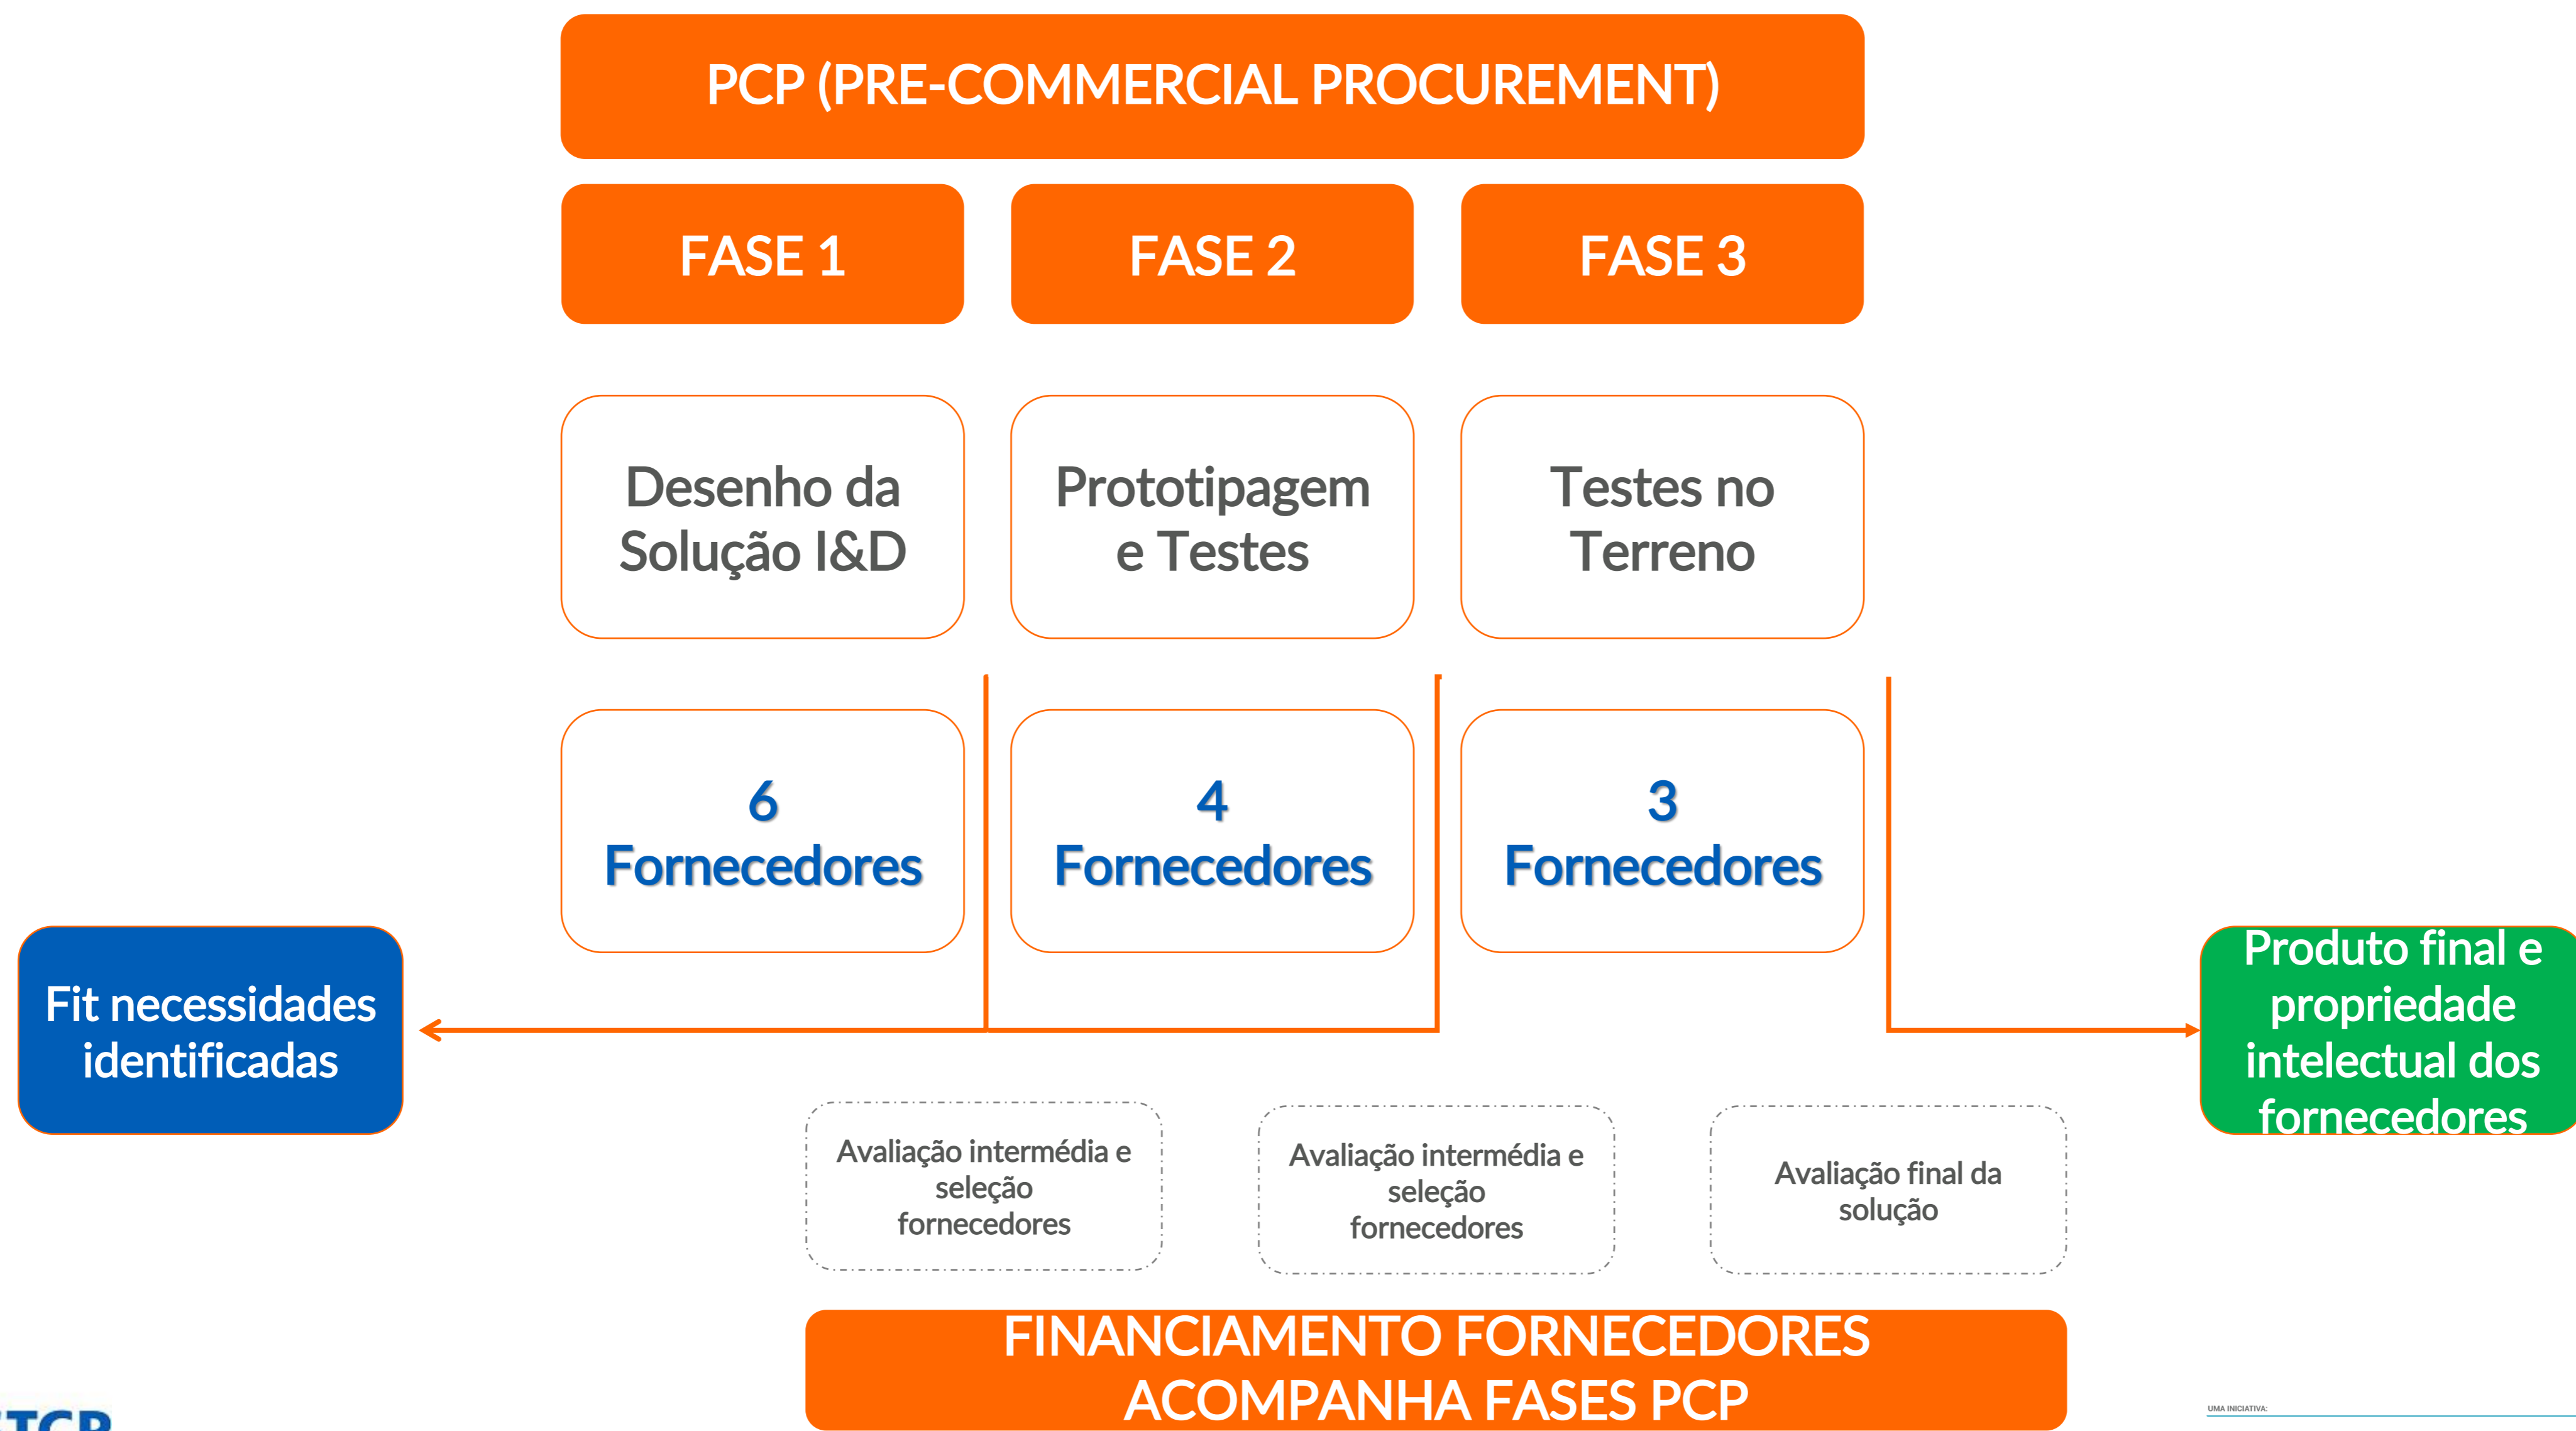 PCP (PRE-COMMERCIAL PROCUREMENT)
FASE 1
FASE 2
FASE 3
Desenho da
Solução I&D
Prototipagem
e Testes
Testes no
Terreno
6
Fornecedores
4
Fornecedores
3
Fornecedores
Fit necessidades
identificadas
Produto final e
propriedade
intelectual dos
fornecedores
Avaliação intermédia e
seleção
fornecedores
Avaliação intermédia e
seleção
fornecedores
Avaliação final da
solução
FINANCIAMENTO FORNECEDORES
ACOMPANHA FASES PCP
UMA INICIATIVA: